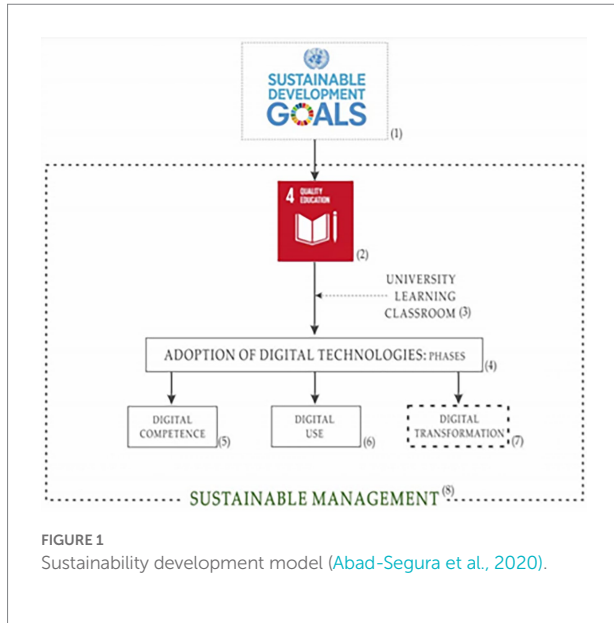 SUSTAINABLE
DEVELOPMENT
GOALS
(1)
4 QUALITY
EDUCATION
(2)
UNIVERSITY
LEARNING
CLASSROOM (3)
ADOPTION OF DIGITAL TECHNOLOGIES: PHASES
(4)
DIGITAL
COMPETENCE (5)
DIGITAL
USE (6)
DIGITAL
TRANSFORMATION (7)
SUSTAINABLE MANAGEMENT (8)
FIGURE 1
Sustainability development model (Abad-Segura et al., 2020).